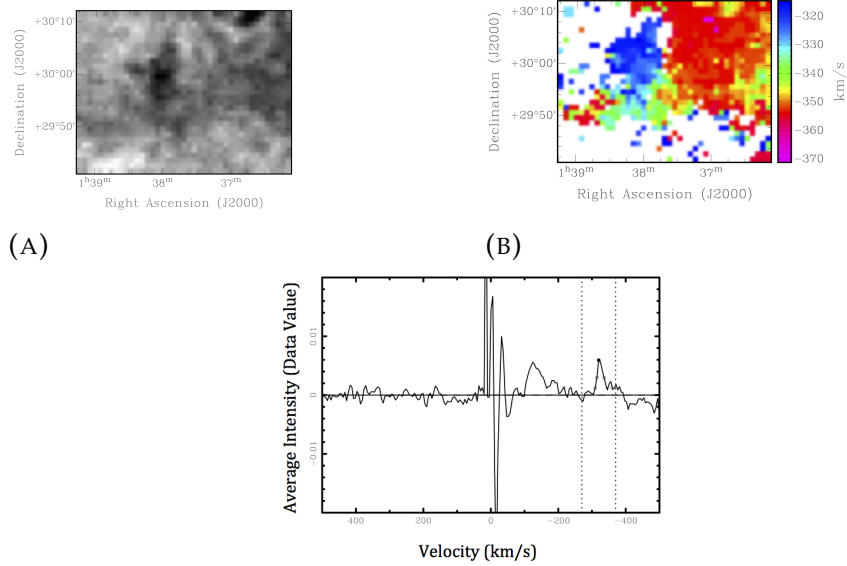 +30°10'
+30°00'
+29°50'
Declination (J2000)
1ʰ39ᵐ 38ᵐ 37ᵐ
Right Ascension (J2000)
+30°10'
+30°00'
+29°50'
Declination (J2000)
1ʰ39ᵐ 38ᵐ 37ᵐ
Right Ascension (J2000)
−320
−330
−340
−350
−360
−370
km/s
(A)
(B)
Average Intensity (Data Value)
0.01
0
−0.01
400 200 0 −200 −400
Velocity (km/s)